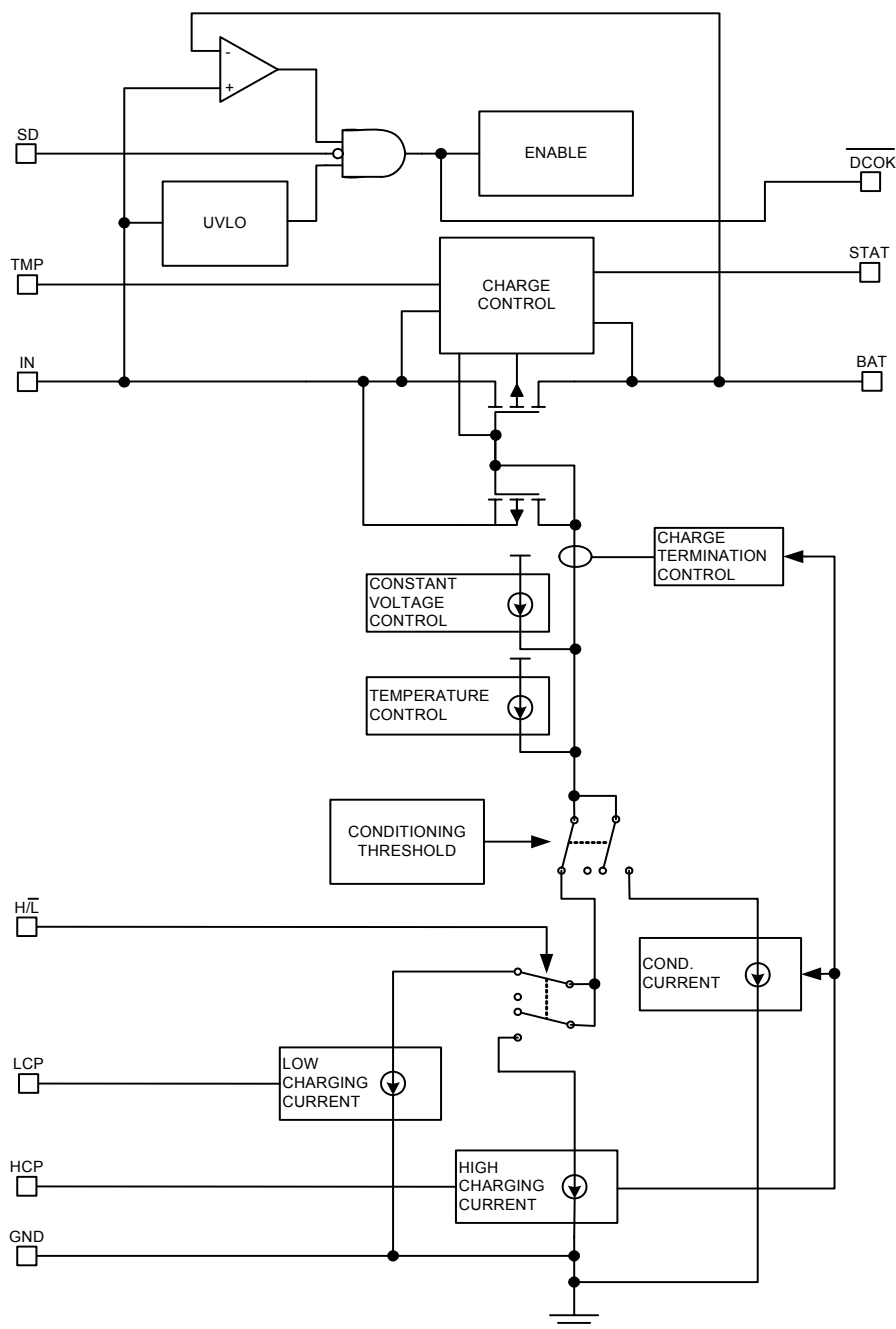 -
+
SD
ENABLE
DCOK
UVLO
TMP
CHARGE
CONTROL
STAT
IN
BAT
CHARGE
TERMINATION
CONTROL
CONSTANT
VOLTAGE
CONTROL
TEMPERATURE
CONTROL
CONDITIONING
THRESHOLD
H/L̅
COND.
CURRENT
LCP
LOW
CHARGING
CURRENT
HCP
HIGH
CHARGING
CURRENT
GND